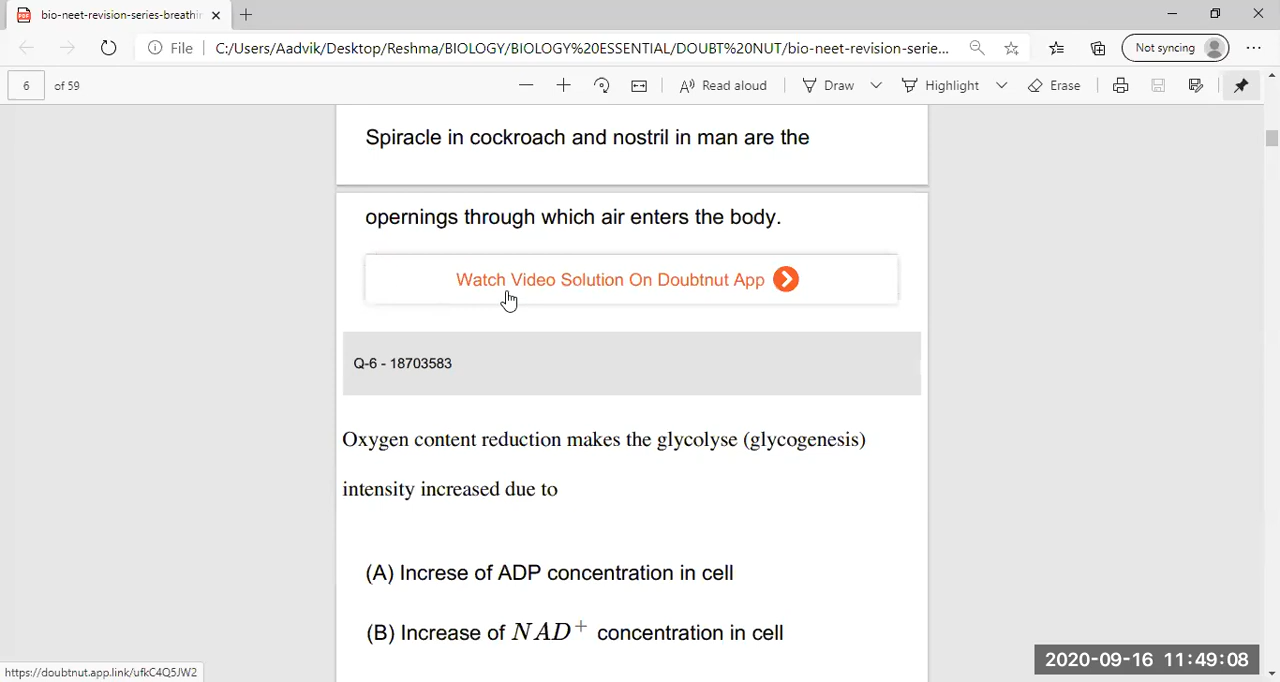 bio-neet-revision-series-breathi
File
C:/Users/Aadvik/Desktop/Reshma/BIOLOGY/BIOLOGY%20ESSENTIAL/DOUBT%20NUT/bio-neet-revision-serie...
Not syncing
6 of 59
Read aloud
Draw
Highlight
Erase
Spiracle in cockroach and nostril in man are the
opernings through which air enters the body.
Watch Video Solution On Doubtnut App
Q-6 - 18703583
Oxygen content reduction makes the glycolyse (glycogenesis)
intensity increased due to
(A) Increse of ADP concentration in cell
(B) Increase of NAD+ concentration in cell
https://doubtnut.app.link/ufkC4Q5JW2
2020-09-16 11:49:08